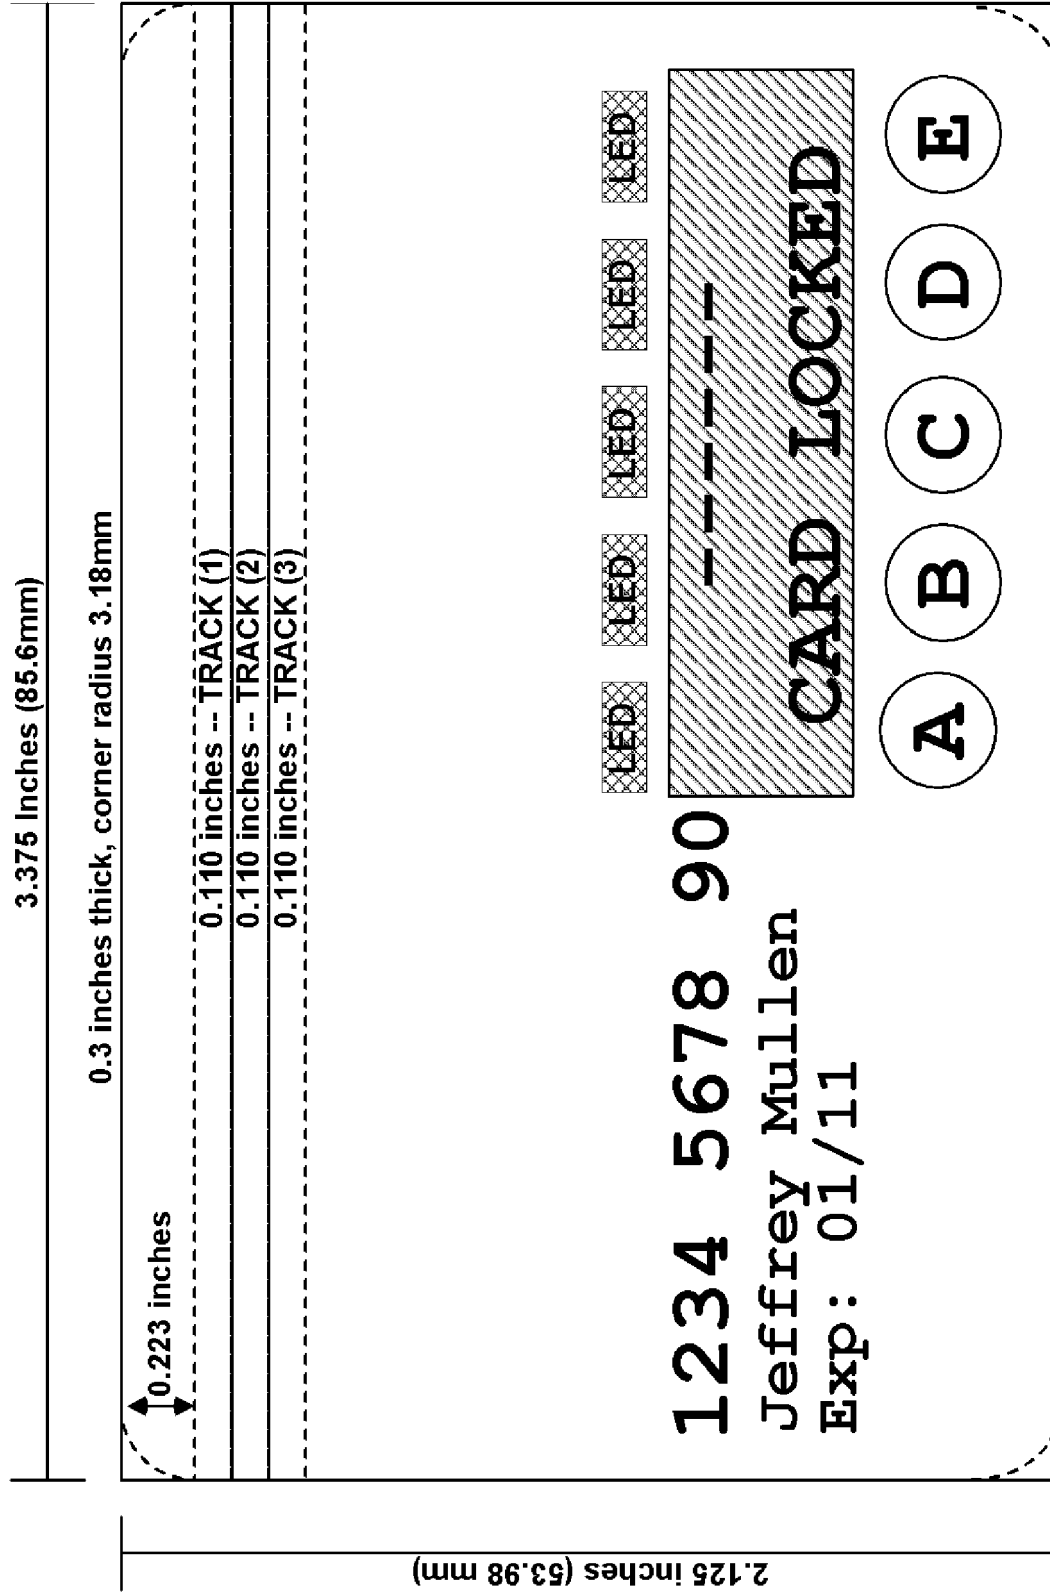 3.375 Inches (85.6mm)
0.3 inches thick, corner radius 3.18mm
0.223 inches
0.110 inches -- TRACK (1)
0.110 inches -- TRACK (2)
0.110 inches -- TRACK (3)
2.125 inches (53.98 mm)
LED LED LED LED LED
1234 5678 90 _ _ _ _ _ _
Jeffrey Mullen
CARD LOCKED
Exp: 01/11
A B C D E